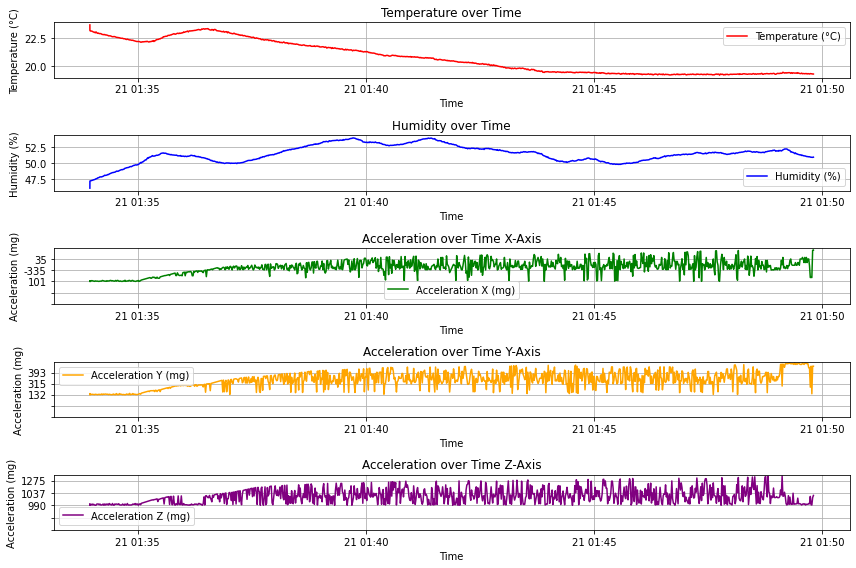 Temperature over Time
Temperature (°C)
22.5
20.0
Temperature (°C)
21 01:35
21 01:40
21 01:45
21 01:50
Time
Humidity over Time
Humidity (%)
52.5
50.0
47.5
Humidity (%)
21 01:35
21 01:40
21 01:45
21 01:50
Time
Acceleration over Time X-Axis
Acceleration (mg)
35
-335
101
Acceleration X (mg)
21 01:35
21 01:40
21 01:45
21 01:50
Time
Acceleration over Time Y-Axis
Acceleration (mg)
393
315
132
Acceleration Y (mg)
21 01:35
21 01:40
21 01:45
21 01:50
Time
Acceleration over Time Z-Axis
Acceleration (mg)
1275
1037
990
Acceleration Z (mg)
21 01:35
21 01:40
21 01:45
21 01:50
Time